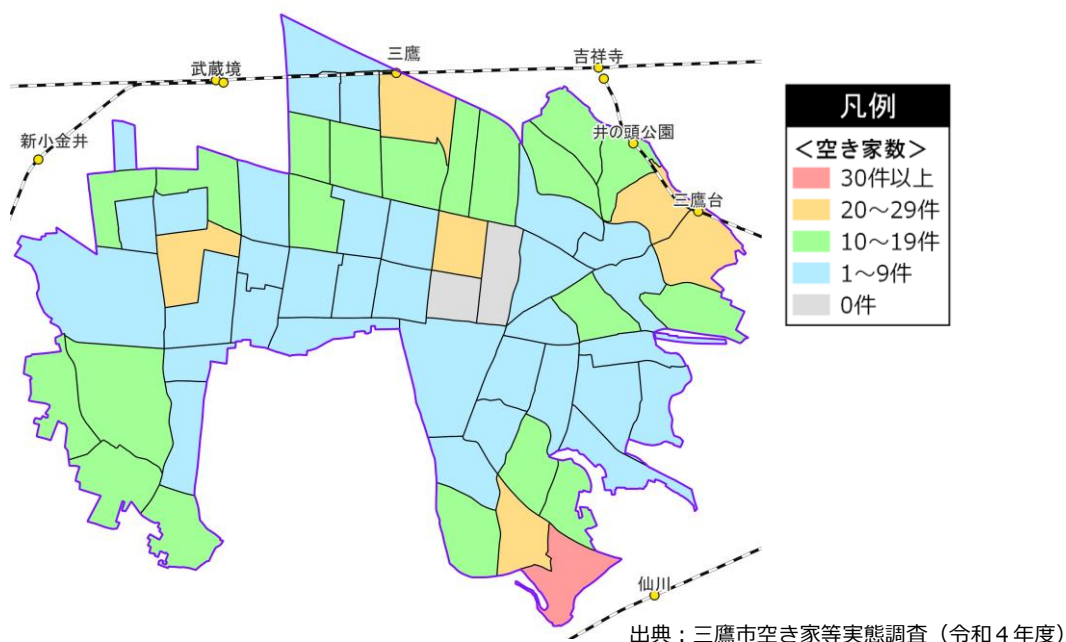 三鷹
吉祥寺
武蔵境
新小金井
井の頭公園
三鷹台
仙川
凡例
＜空き家数＞
30件以上
20～29件
10～19件
1～9件
0件
出典：三鷹市空き家等実態調査（令和４年度）